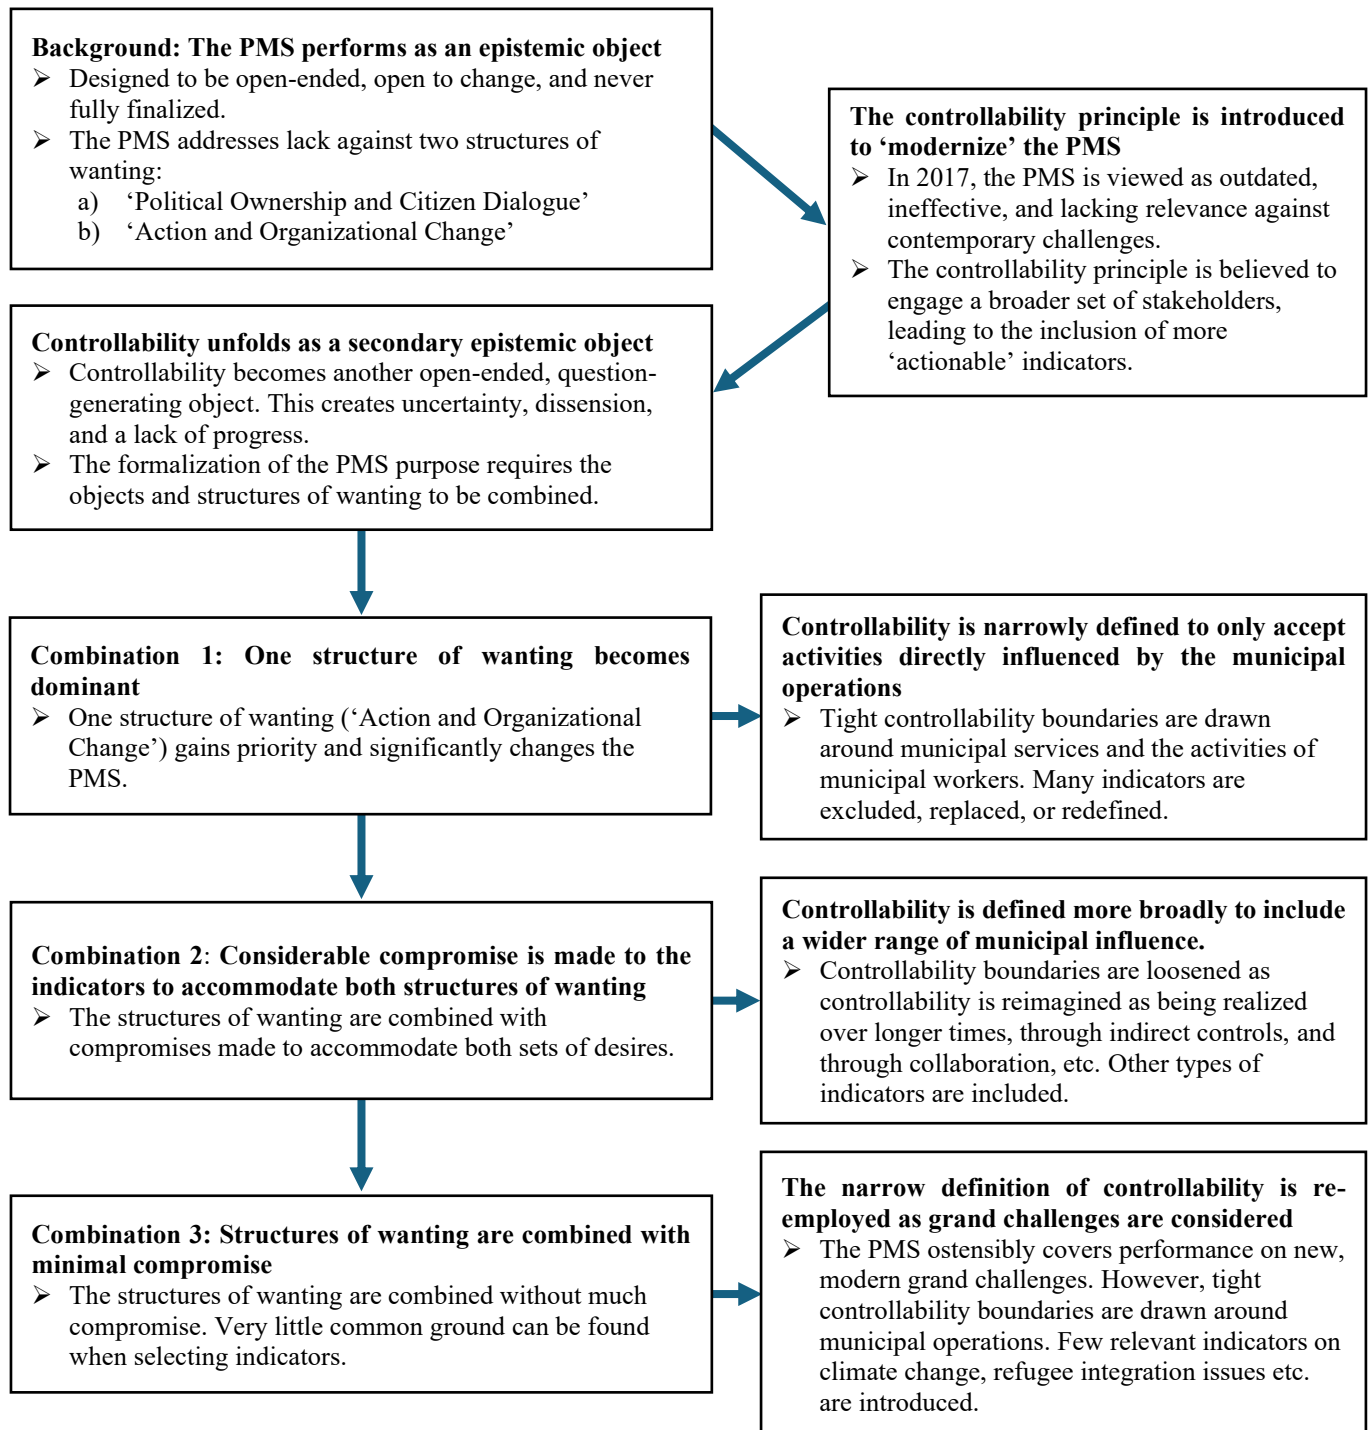 Background: The PMS performs as an epistemic object
➢ Designed to be open-ended, open to change, and never
fully finalized.
➢ The PMS addresses lack against two structures of
wanting:
a) ‘Political Ownership and Citizen Dialogue’
b) ‘Action and Organizational Change’
The controllability principle is introduced
to ‘modernize’ the PMS
➢ In 2017, the PMS is viewed as outdated,
ineffective, and lacking relevance against
contemporary challenges.
➢ The controllability principle is believed to
engage a broader set of stakeholders,
leading to the inclusion of more
‘actionable’ indicators.
Controllability unfolds as a secondary epistemic object
➢ Controllability becomes another open-ended, question-
generating object. This creates uncertainty, dissension,
and a lack of progress.
➢ The formalization of the PMS purpose requires the
objects and structures of wanting to be combined.
Combination 1: One structure of wanting becomes
dominant
➢ One structure of wanting (‘Action and Organizational
Change’) gains priority and significantly changes the
PMS.
Controllability is narrowly defined to only accept
activities directly influenced by the municipal
operations
➢ Tight controllability boundaries are drawn
around municipal services and the activities of
municipal workers. Many indicators are
excluded, replaced, or redefined.
Combination 2: Considerable compromise is made to the
indicators to accommodate both structures of wanting
➢ The structures of wanting are combined with
compromises made to accommodate both sets of desires.
Controllability is defined more broadly to include
a wider range of municipal influence.
➢ Controllability boundaries are loosened as
controllability is reimagined as being realized
over longer times, through indirect controls, and
through collaboration, etc. Other types of
indicators are included.
Combination 3: Structures of wanting are combined with
minimal compromise
➢ The structures of wanting are combined without much
compromise. Very little common ground can be found
when selecting indicators.
The narrow definition of controllability is re-
employed as grand challenges are considered
➢ The PMS ostensibly covers performance on new,
modern grand challenges. However, tight
controllability boundaries are drawn around
municipal operations. Few relevant indicators on
climate change, refugee integration issues etc.
are introduced.